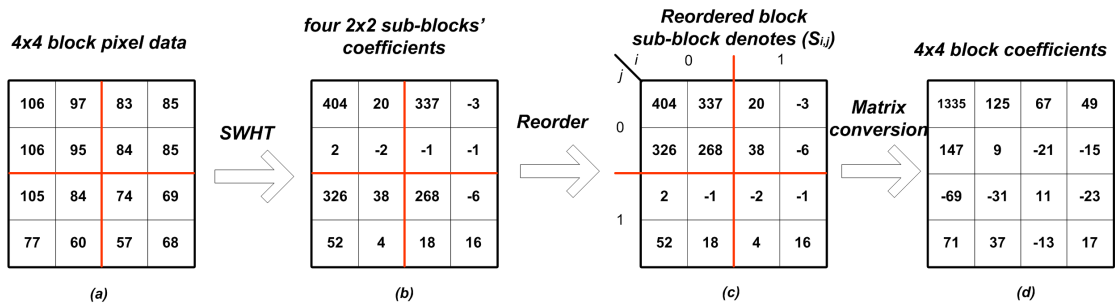 4x4 block pixel data
106 97 83 85
106 95 84 85
105 84 74 69
77 60 57 68
(a)
SWHT
four 2x2 sub-blocks'
coefficients
404 20 337 -3
2 -2 -1 -1
326 38 268 -6
52 4 18 16
(b)
Reorder
Reordered block
sub-block denotes (Si,j)
i 0 1
j
404 337 20 -3
0
326 268 38 -6
2 -1 -2 -1
1
52 18 4 16
(c)
Matrix
conversion
4x4 block coefficients
1335 125 67 49
147 9 -21 -15
-69 -31 11 -23
71 37 -13 17
(d)